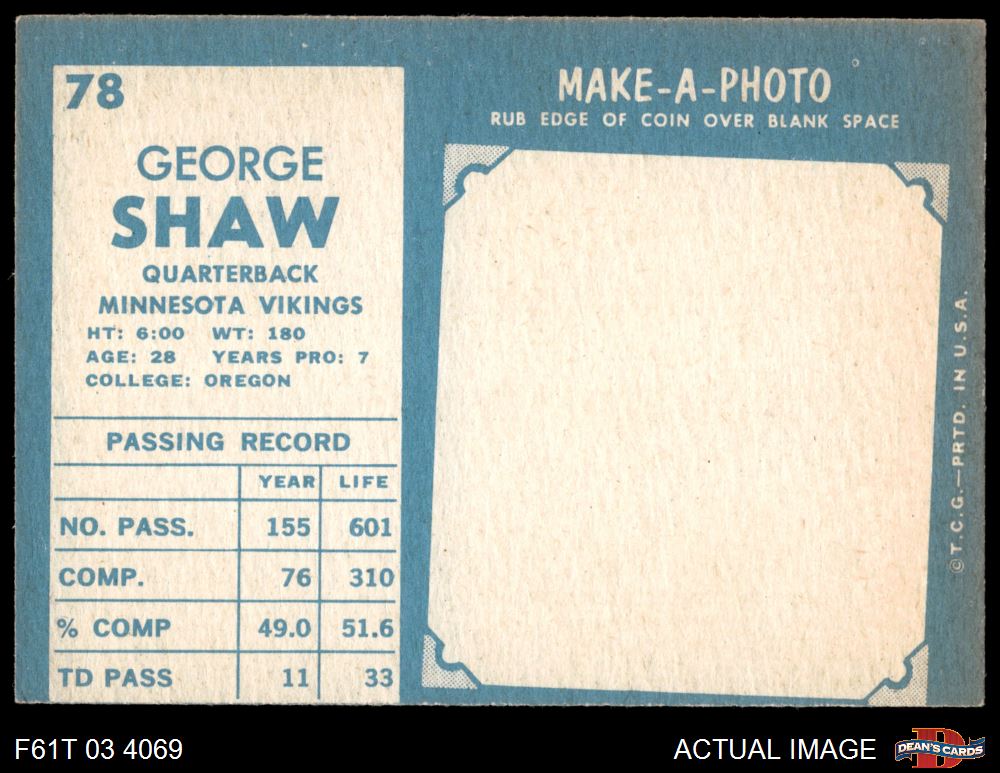 78
GEORGE
SHAW
QUARTERBACK
MINNESOTA VIKINGS
HT: 6:00 WT: 180
AGE: 28 YEARS PRO: 7
COLLEGE: OREGON
PASSING RECORD
YEAR LIFE
NO. PASS. 155 601
COMP. 76 310
% COMP 49.0 51.6
TD PASS 11 33
MAKE-A-PHOTO
RUB EDGE OF COIN OVER BLANK SPACE
© T.C.G.—PRTD. IN U.S.A.
F61T 03 4069
ACTUAL IMAGE
D
DEAN'S CARDS